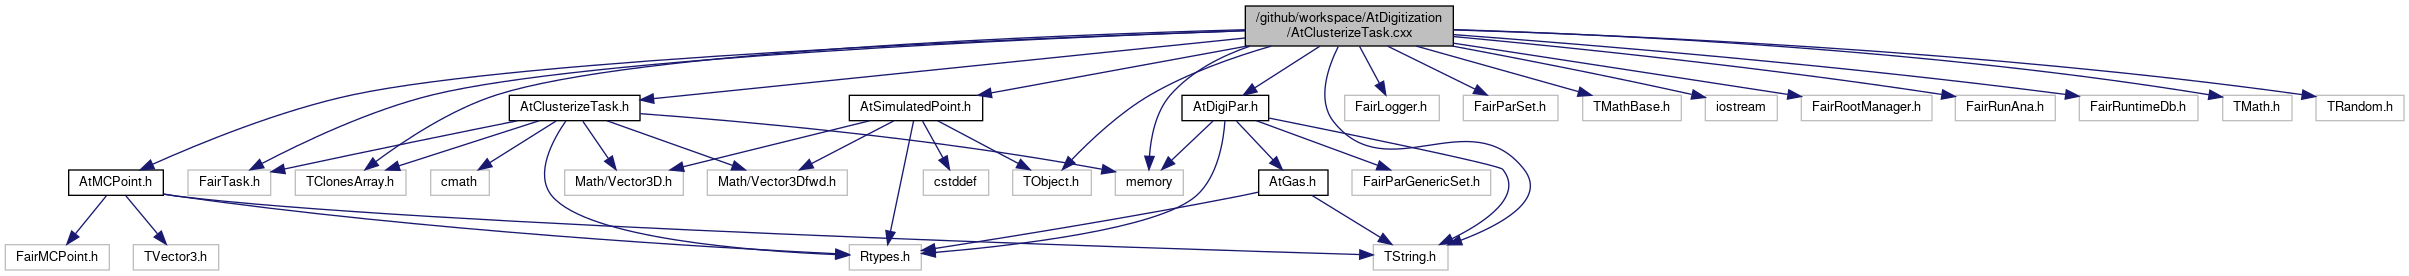 /github/workspace/AtDigitization
/AtClusterizeTask.cxx
AtClusterizeTask.h
AtSimulatedPoint.h
AtDigiPar.h
FairLogger.h
FairParSet.h
TMathBase.h
iostream
FairRootManager.h
FairRunAna.h
FairRuntimeDb.h
TMath.h
TRandom.h
AtMCPoint.h
FairTask.h
TClonesArray.h
cmath
Math/Vector3D.h
Math/Vector3Dfwd.h
cstddef
TObject.h
memory
AtGas.h
FairParGenericSet.h
FairMCPoint.h
TVector3.h
Rtypes.h
TString.h